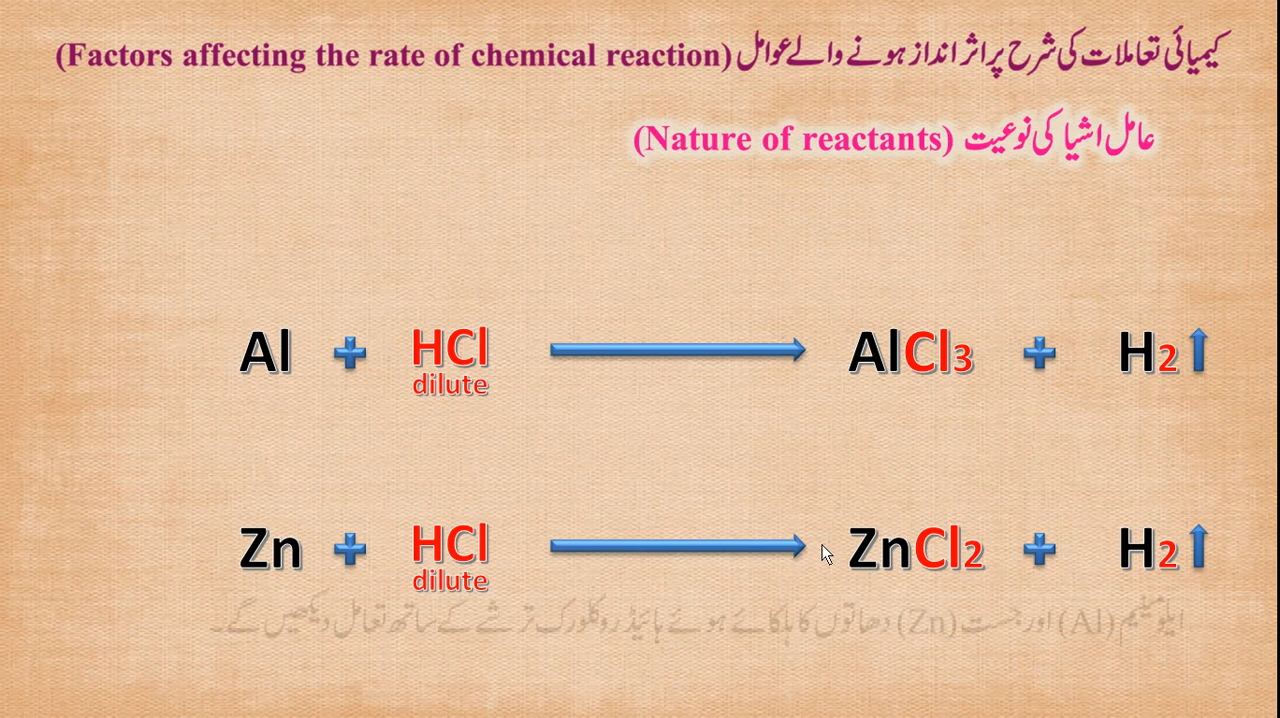 کیمیائی تعاملات کی شرح پر اثر انداز ہونے والے عوامل (Factors affecting the rate of chemical reaction)
عامل اشیا کی نوعیت (Nature of reactants)
Al + HCl → AlCl₃ + H₂ ↑
dilute
Zn + HCl → ZnCl₂ + H₂ ↑
dilute
ایلومینیم (Al) اور جست (Zn) دھاتوں کا ہلکائے ہوئے ہائیڈروکلورک ترشے کے ساتھ تعامل دیکھیں گے۔